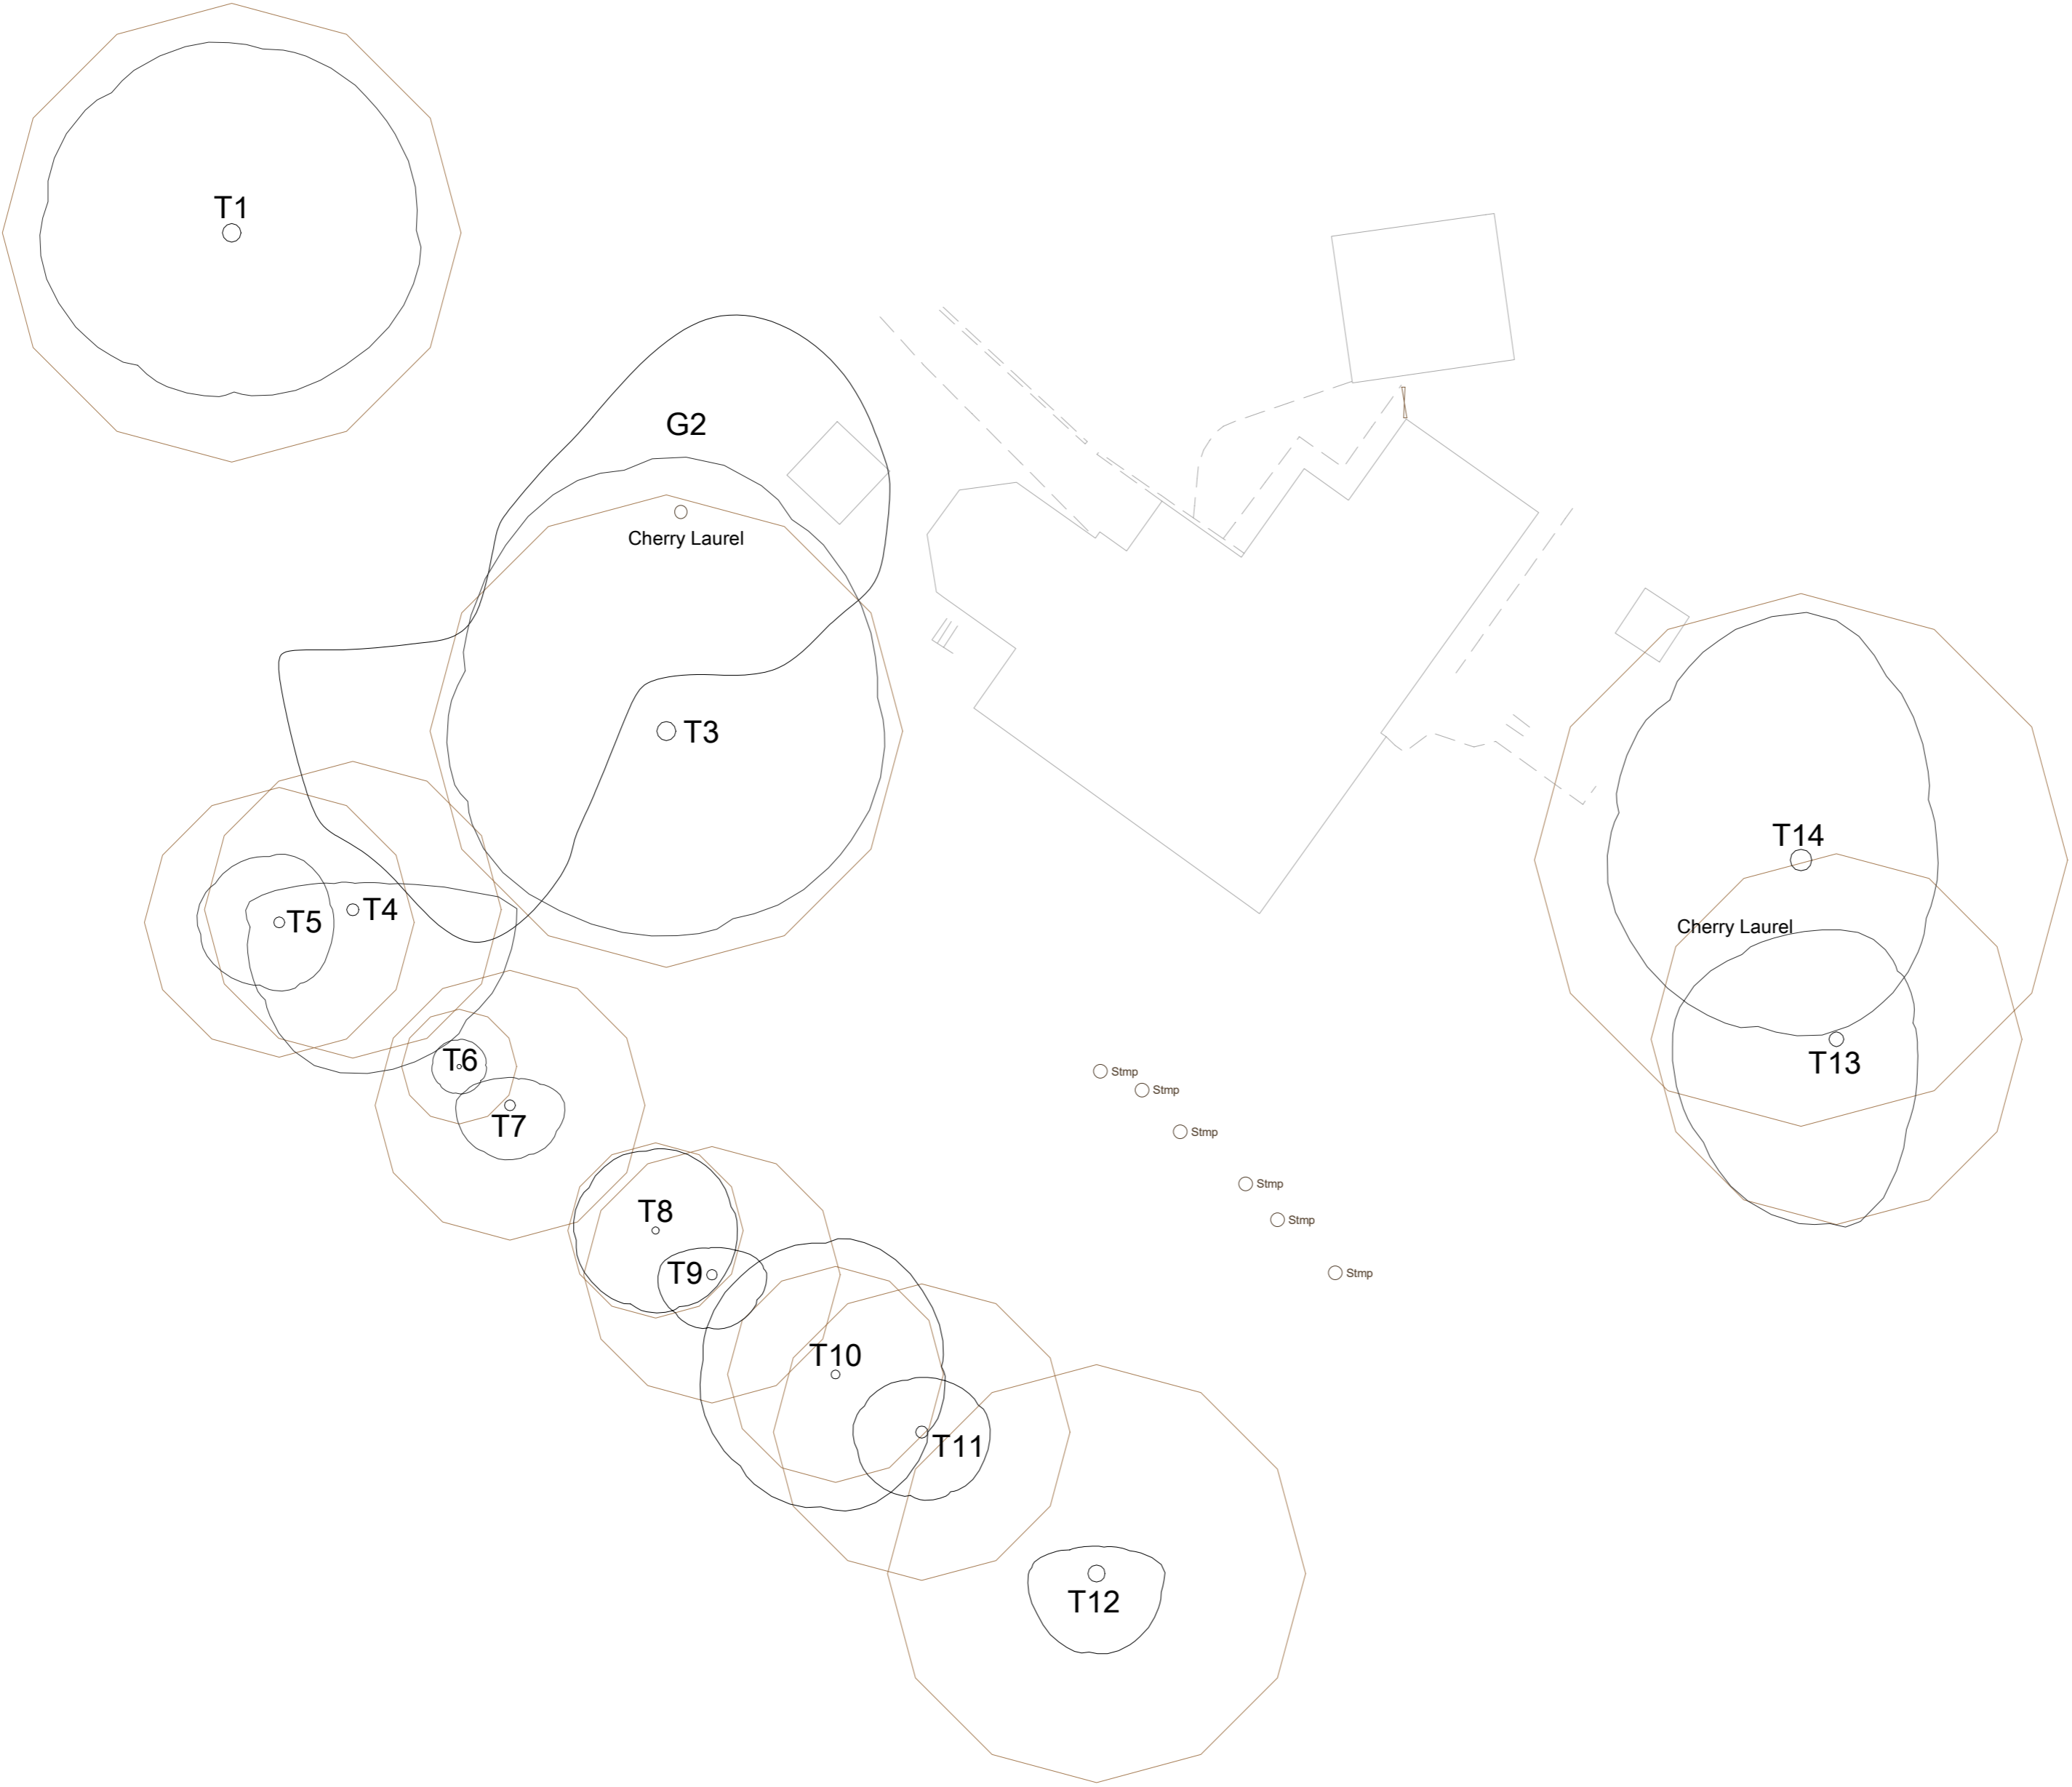 T1
G2
Cherry Laurel
T3
T14
T4
T5
Cherry Laurel
T6
T13
Stmp
Stmp
T7
Stmp
Stmp
T8
Stmp
T9
Stmp
T10
T11
T12